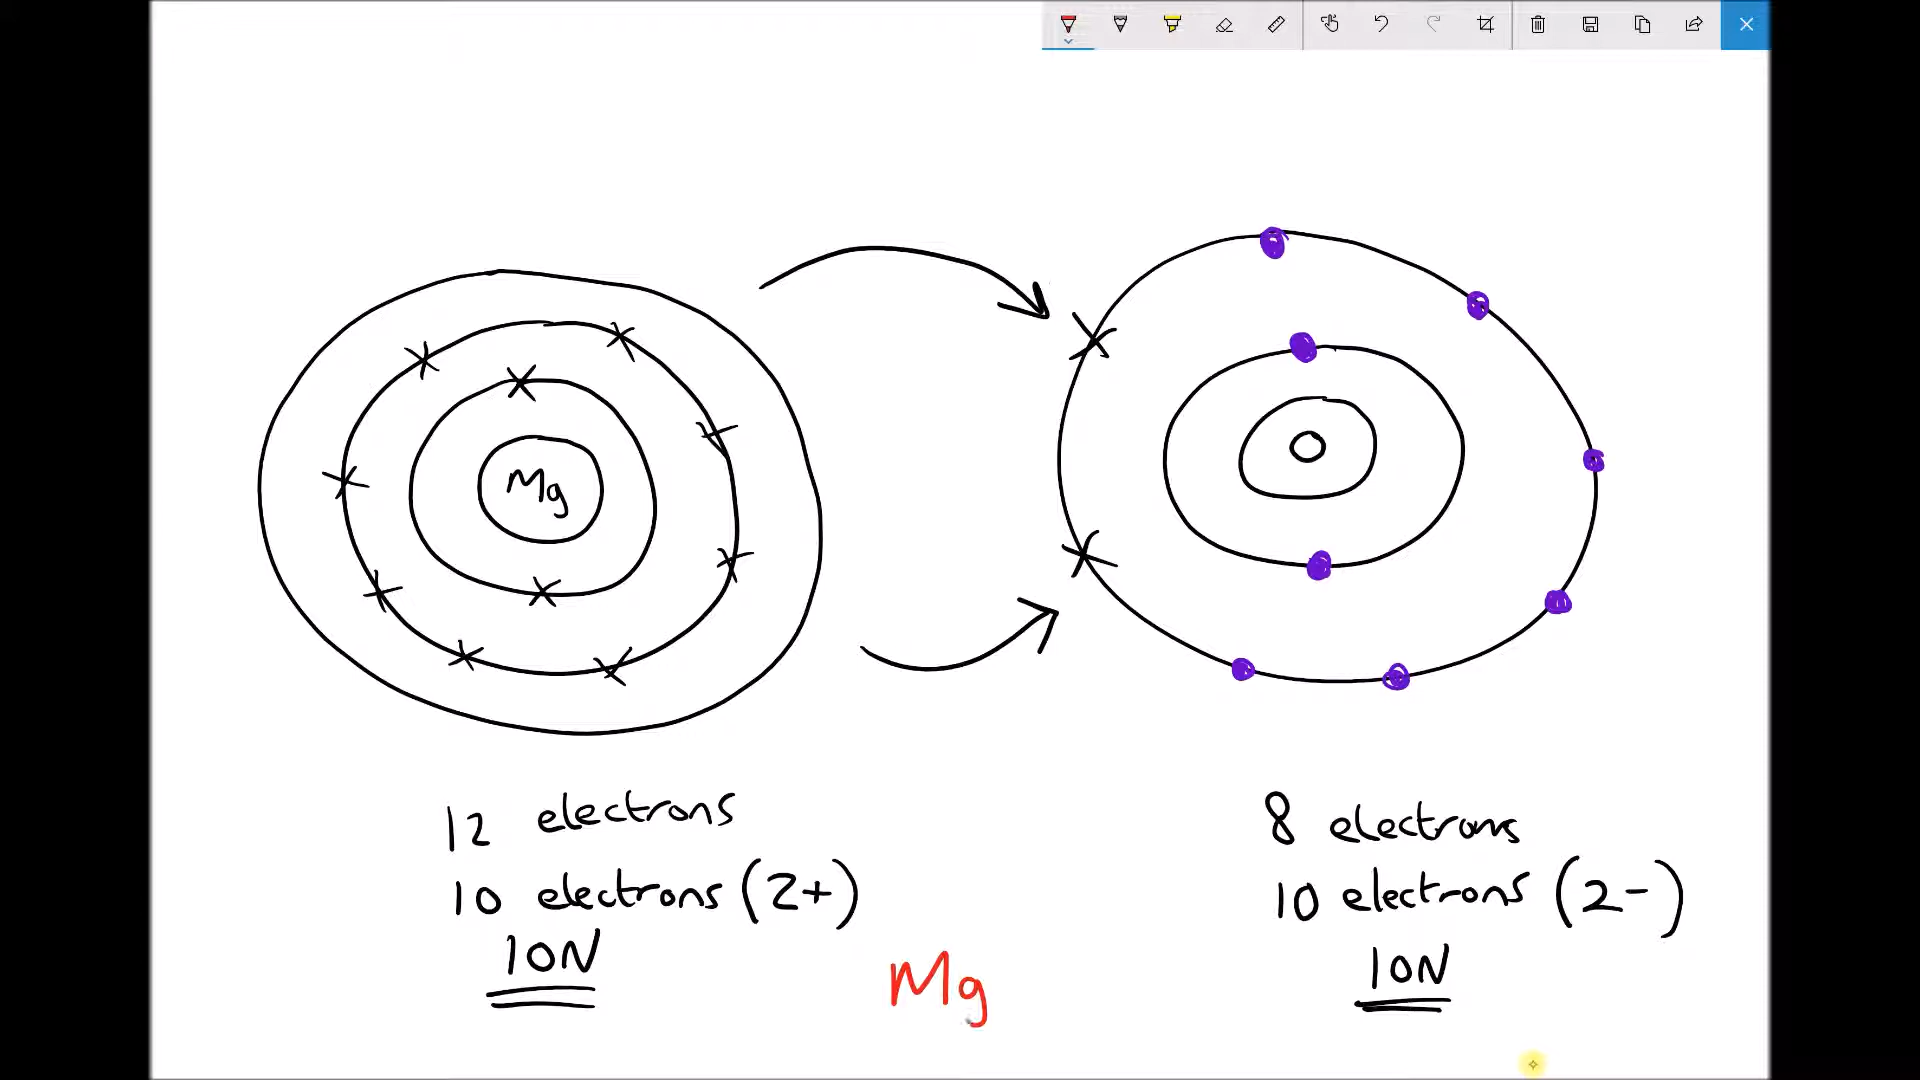 Mg
O
12 electrons
10 electrons (2+)
ION
8 electrons
10 electrons (2-)
ION
Mg